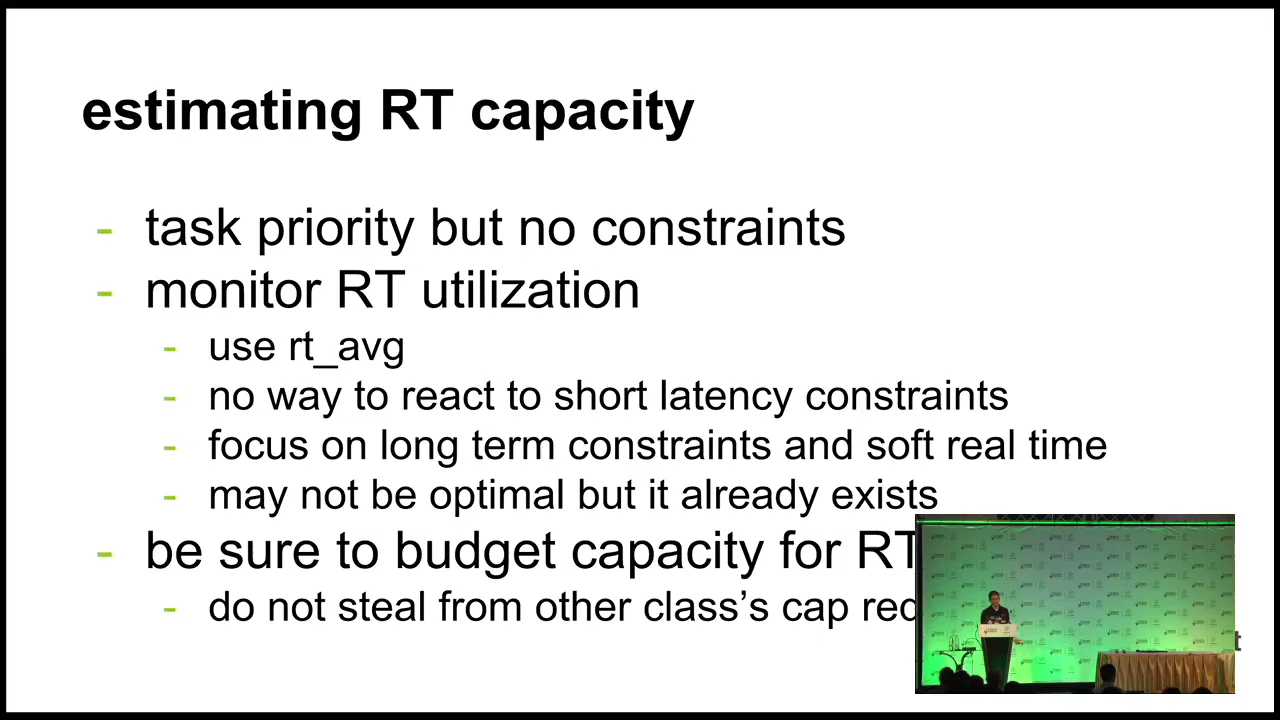 estimating RT capacity
- task priority but no constraints
- monitor RT utilization
- use rt_avg
- no way to react to short latency constraints
- focus on long term constraints and soft real time
- may not be optimal but it already exists
- be sure to budget capacity for RT
- do not steal from other class’s cap